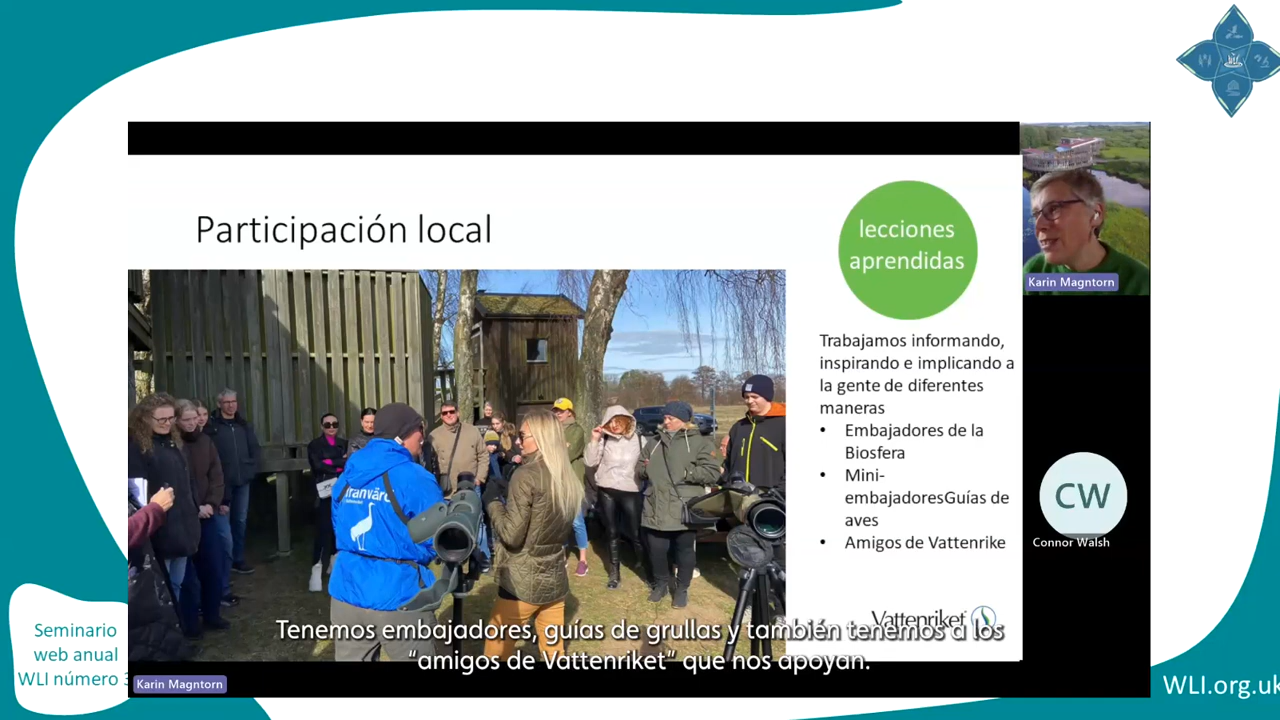 Participación local
lecciones
aprendidas
Trabajamos informando,
inspirando e implicando a
la gente de diferentes
maneras
• Embajadores de la
Biosfera
• Mini-
embajadoresGuías de
aves
• Amigos de Vattenrike
Vattenriket
tranvärd
Tenemos embajadores, guías de grullas y también tenemos a los
“amigos de Vattenriket” que nos apoyan.
Karin Magntorn
Karin Magntorn
CW
Connor Walsh
Seminario
web anual
WLI número 3
WLI.org.uk